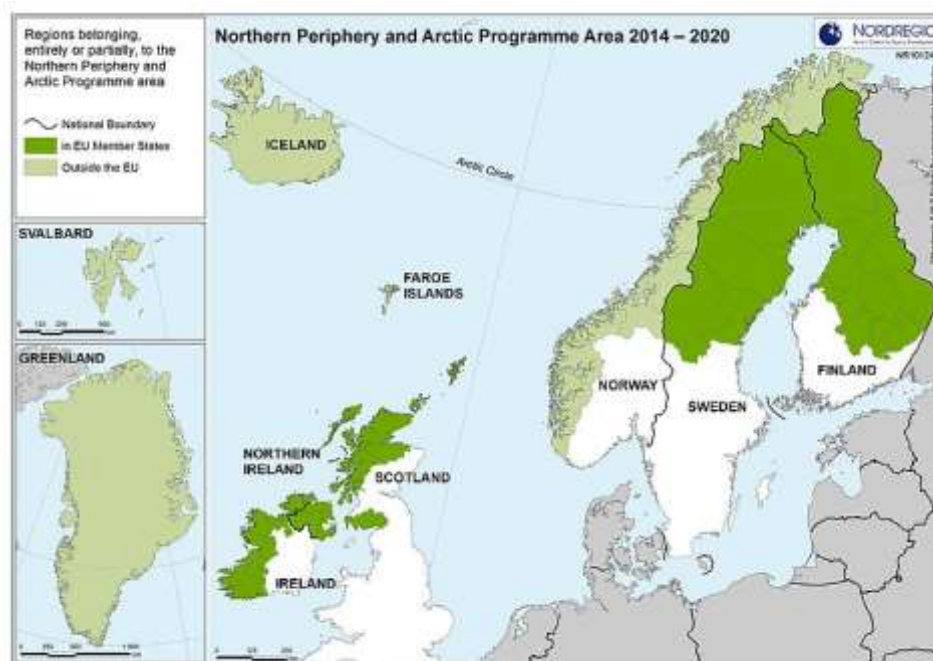 Regions belonging,
entirely or partially, to the
Northern Periphery and
Arctic Programme area
National Boundary
in EU Member States
Outside the EU
Northern Periphery and Arctic Programme Area 2014 – 2020
NORDREGIO
ICELAND
Arctic Circle
SVALBARD
FAROE
ISLANDS
GREENLAND
NORWAY
SWEDEN
FINLAND
NORTHERN
IRELAND
SCOTLAND
IRELAND